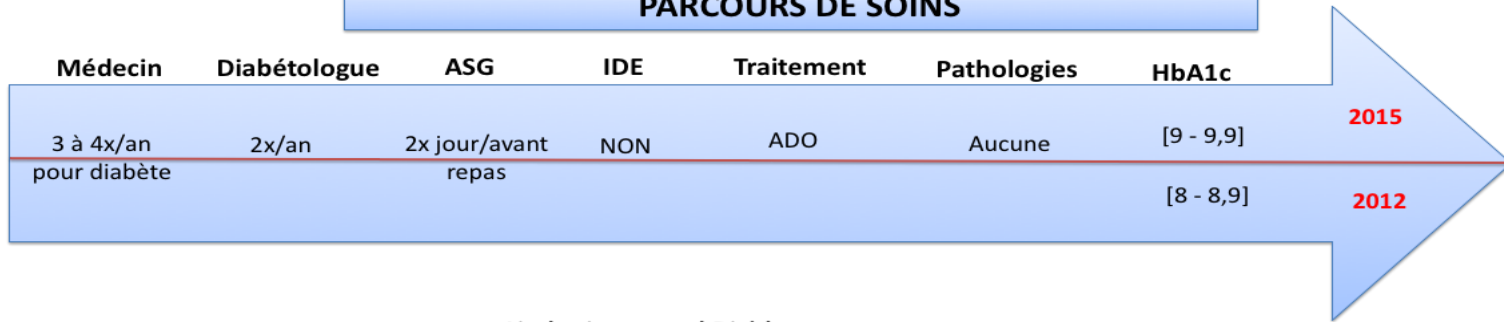 PARCOURS DE SOINS
Médecin Diabétologue ASG IDE Traitement Pathologies HbA1c
3 à 4x/an
pour diabète
2x/an
2x jour/avant
repas
NON
ADO
Aucune
[9 - 9,9]
2015
[8 - 8,9]
2012